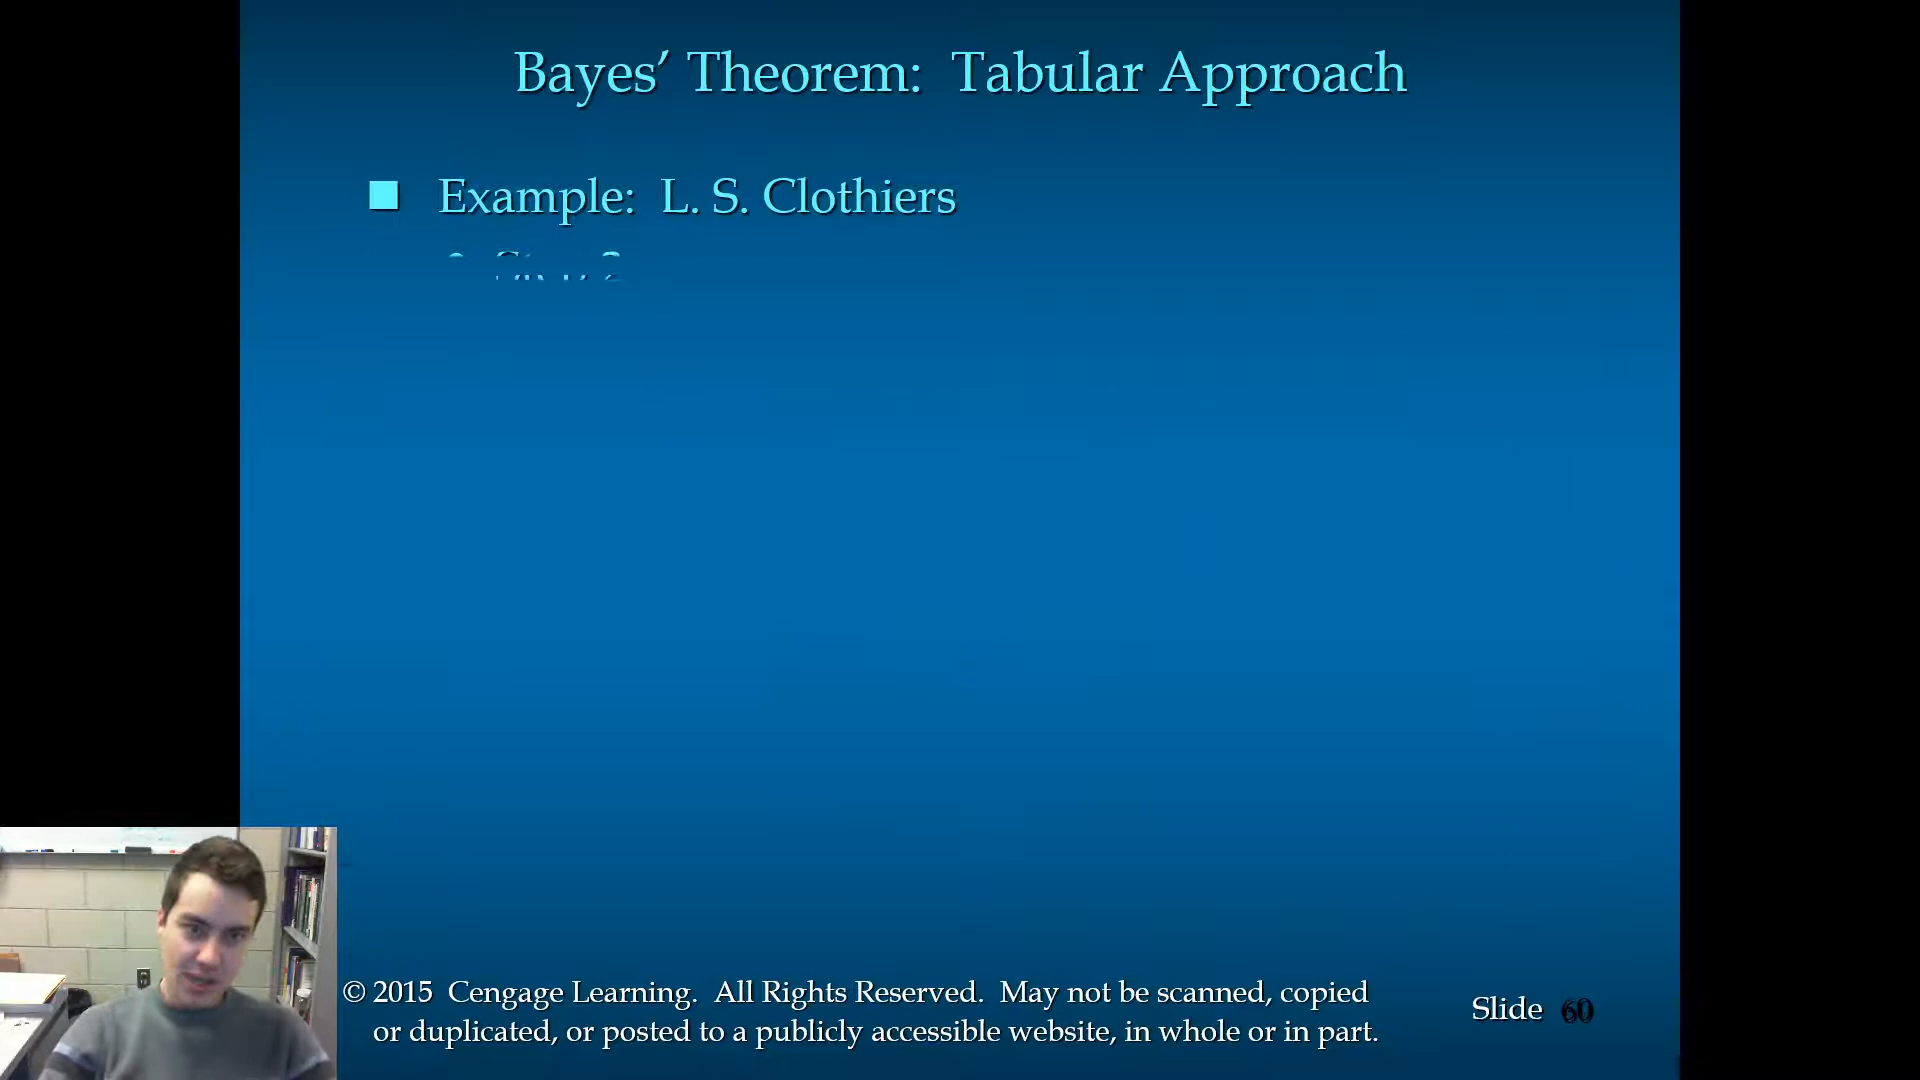 Bayes’ Theorem: Tabular Approach
Example: L. S. Clothiers
© 2015 Cengage Learning. All Rights Reserved. May not be scanned, copied
or duplicated, or posted to a publicly accessible website, in whole or in part.
Slide 60